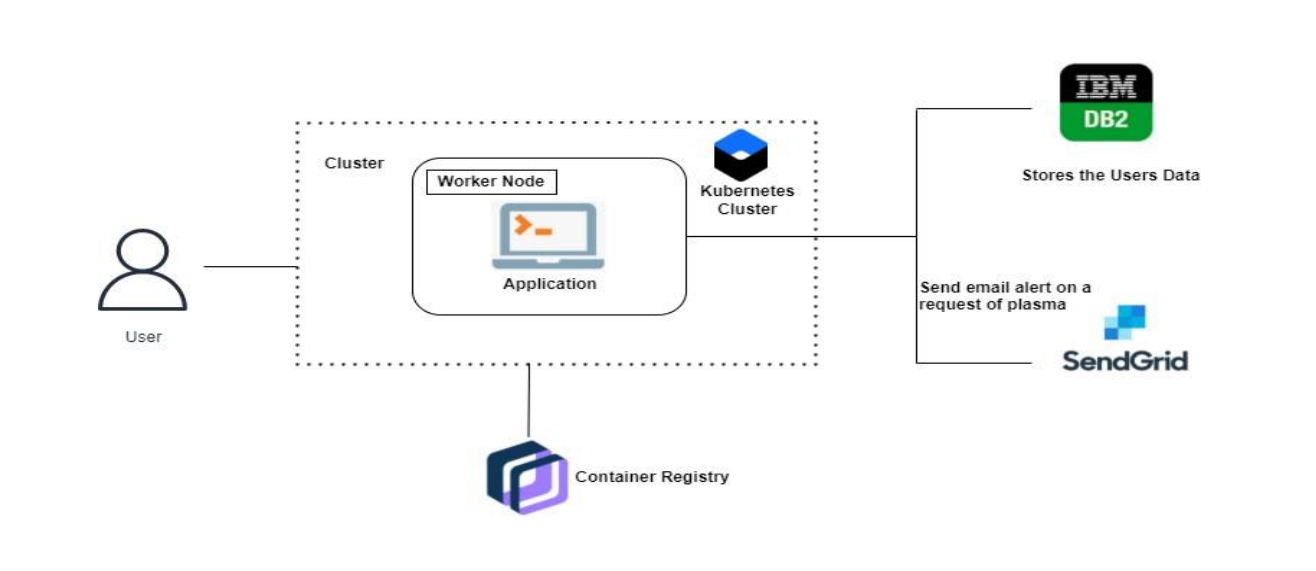 IBM
DB2
Stores the Users Data
Cluster
Worker Node
Kubernetes
Cluster
Application
User
Send email alert on a
request of plasma
SendGrid
Container Registry